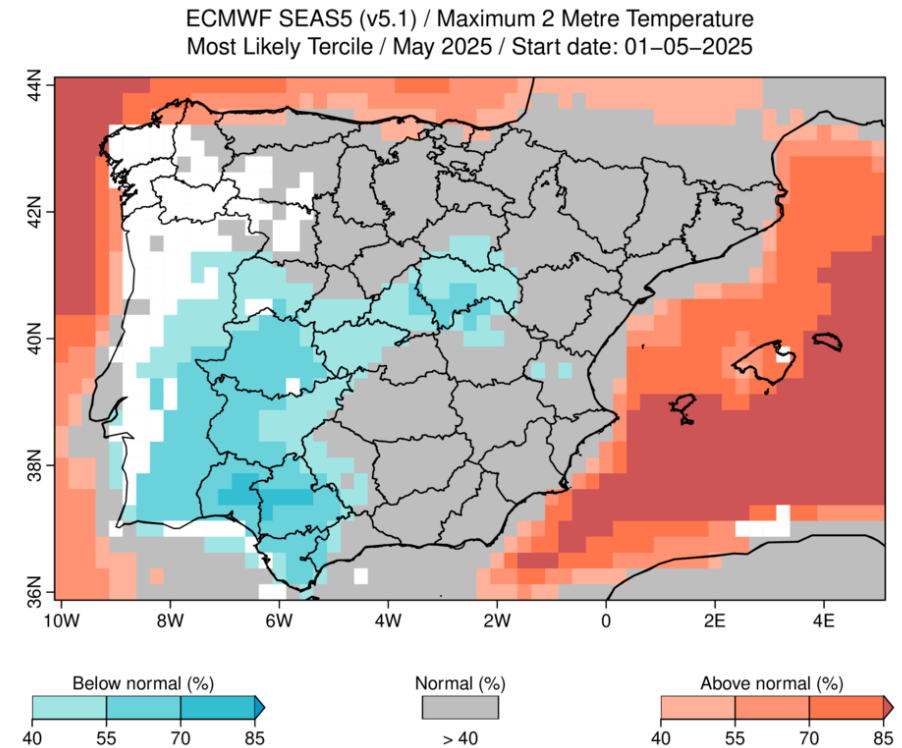 ECMWF SEAS5 (v5.1) / Maximum 2 Metre Temperature
Most Likely Tercile / May 2025 / Start date: 01−05−2025
44N
42N
40N
38N
36N
10W 8W 6W 4W 2W 0 2E 4E
Below normal (%) Normal (%) Above normal (%)
40 55 70 85 > 40 40 55 70 85